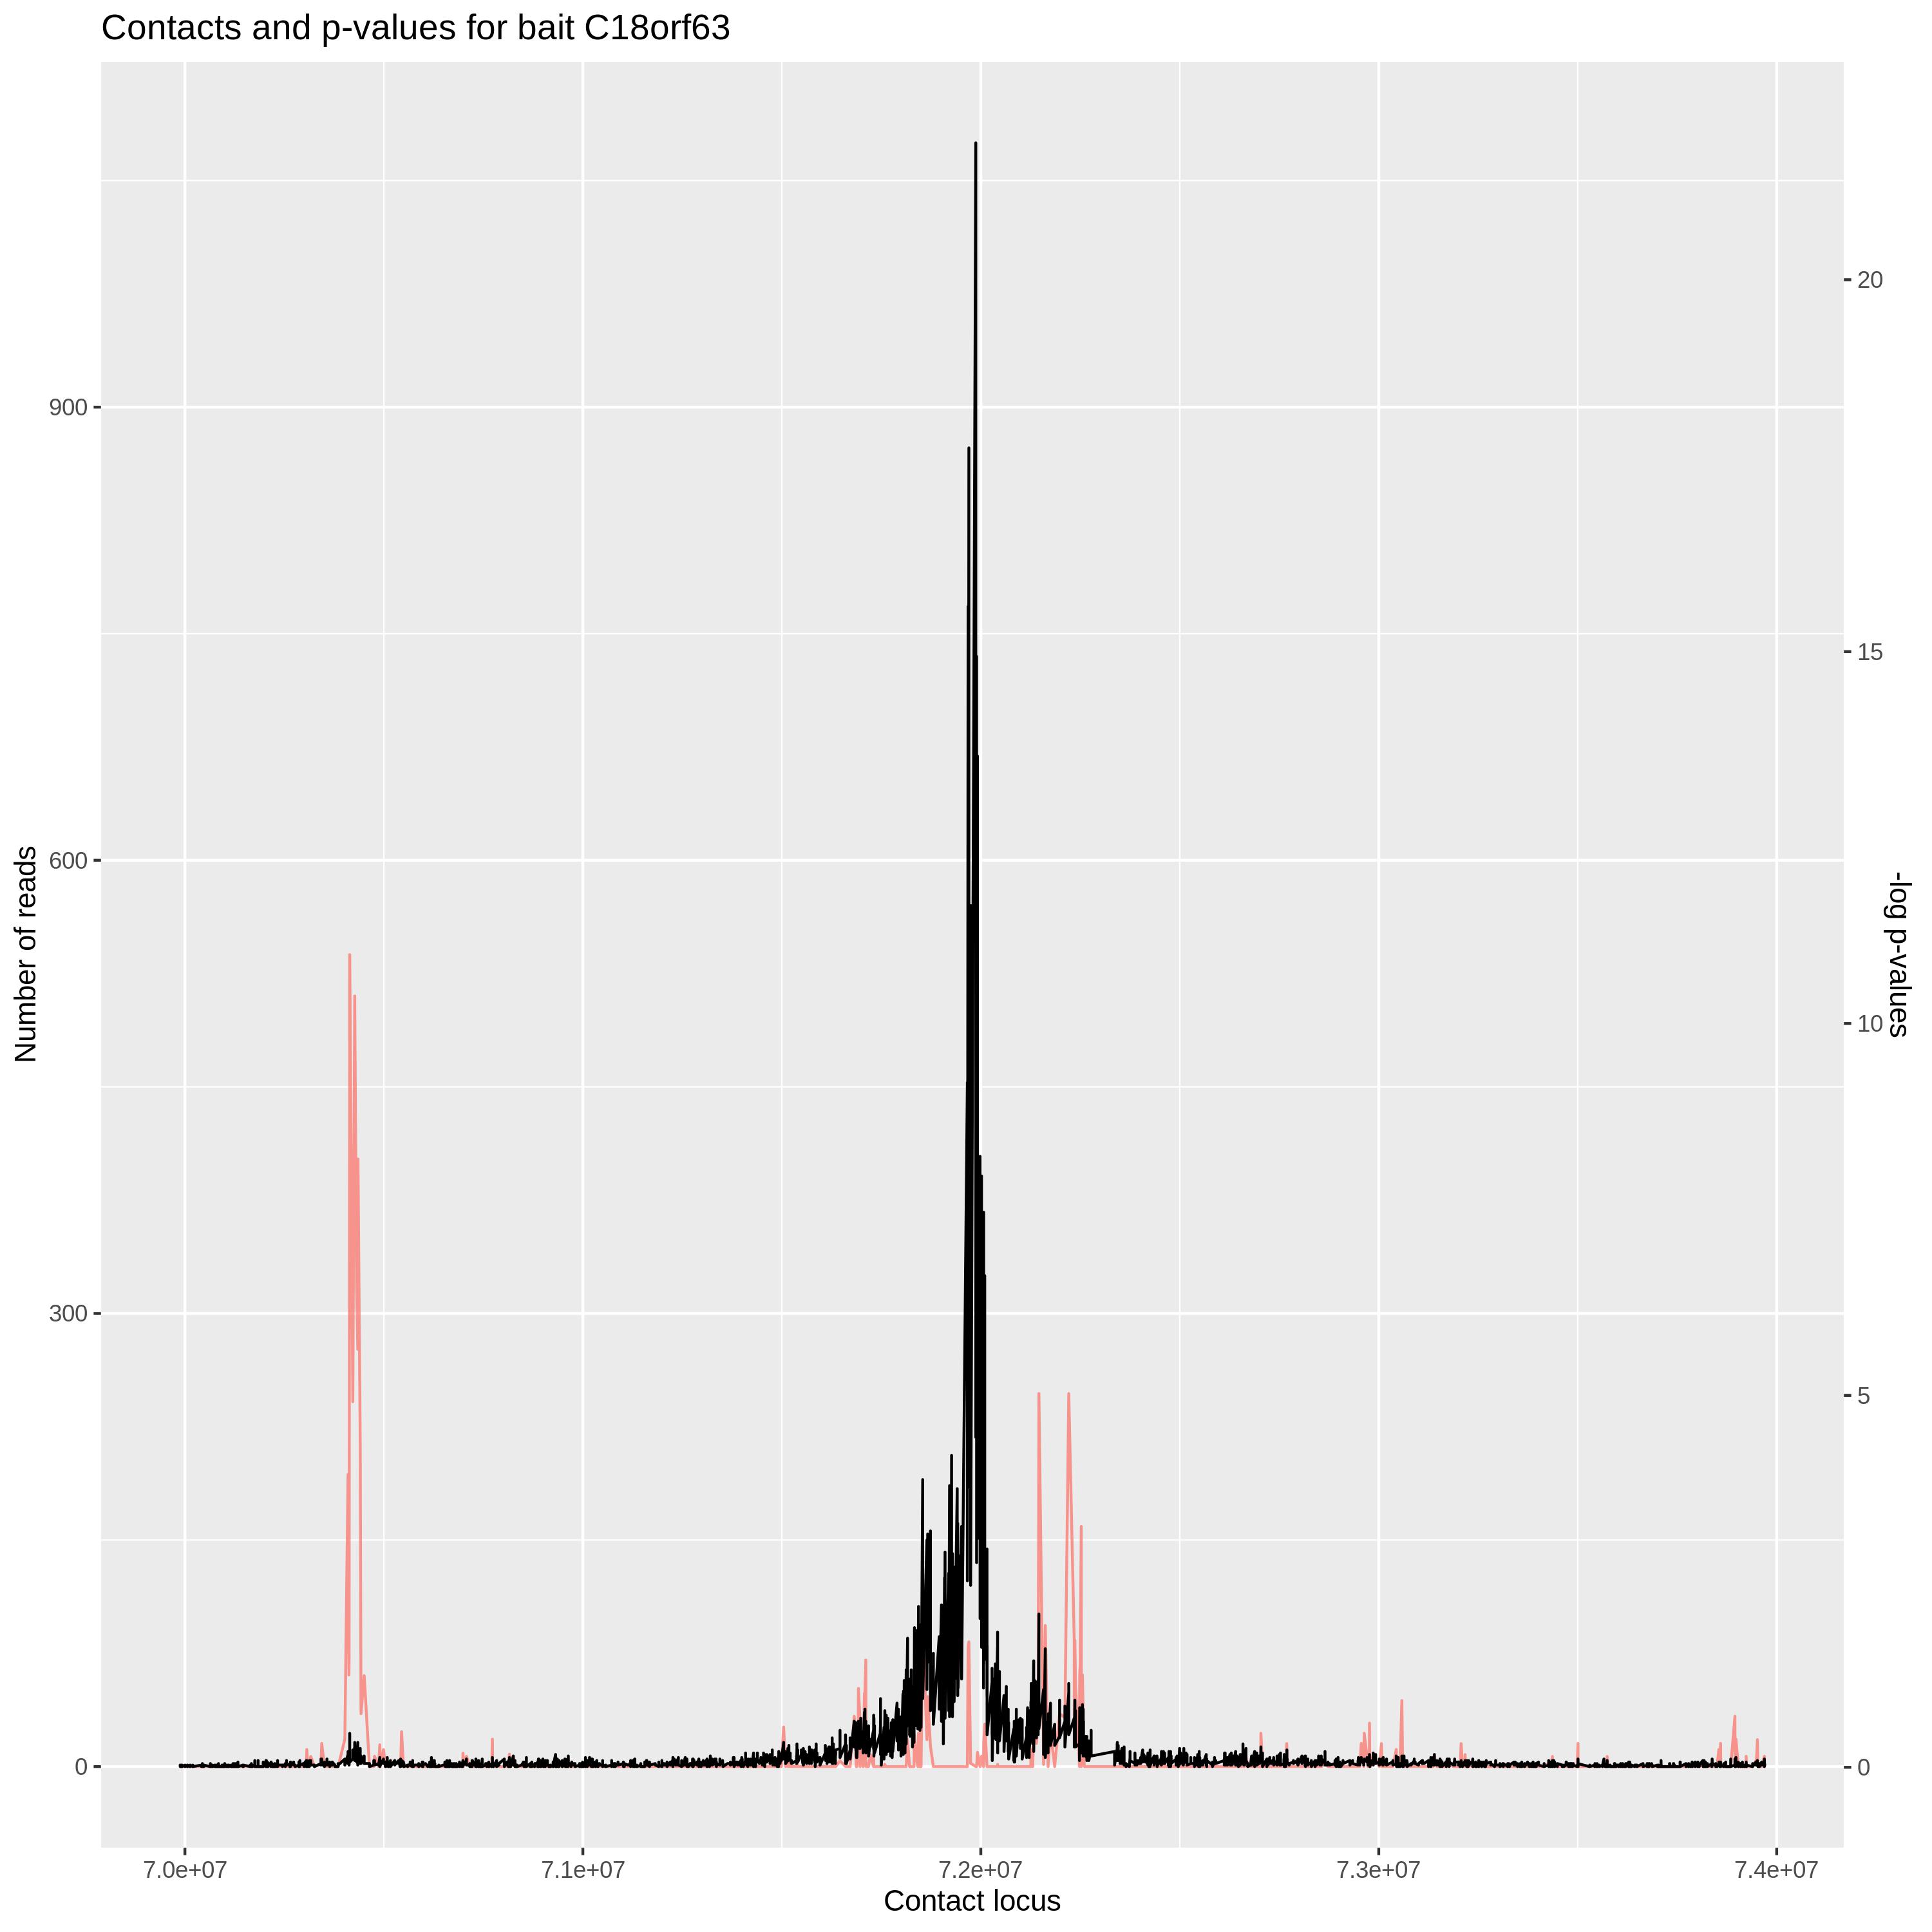 Contacts and p-values for bait C18orf63
Number of reads
900
600
300
0
20
15
10
5
0
-log p-values
7.0e+07
7.1e+07
7.2e+07
7.3e+07
7.4e+07
Contact locus